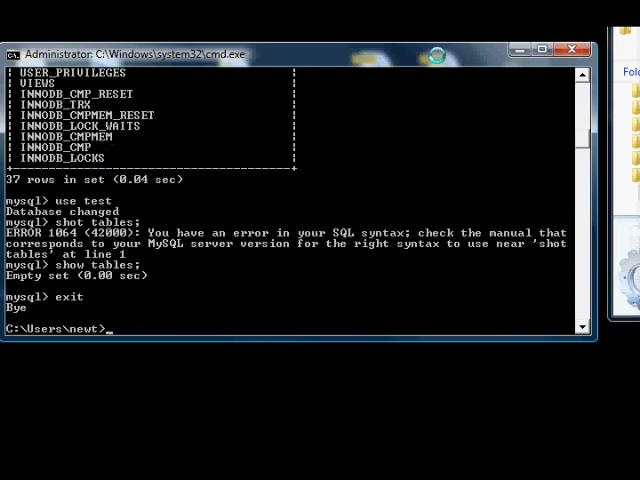 Administrator: C:\Windows\system32\cmd.exe
| USER_PRIVILEGES |
| VIEWS |
| INNODB_CMP_RESET |
| INNODB_TRX |
| INNODB_CMPMEM_RESET |
| INNODB_LOCK_WAITS |
| INNODB_CMPMEM |
| INNODB_CMP |
| INNODB_LOCKS |
+---------------------------------------+
37 rows in set (0.04 sec)
mysql> use test
Database changed
mysql> shot tables;
ERROR 1064 (42000): You have an error in your SQL syntax; check the manual that
corresponds to your MySQL server version for the right syntax to use near 'shot
tables' at line 1
mysql> show tables;
Empty set (0.00 sec)
mysql> exit
Bye
C:\Users\newt>_